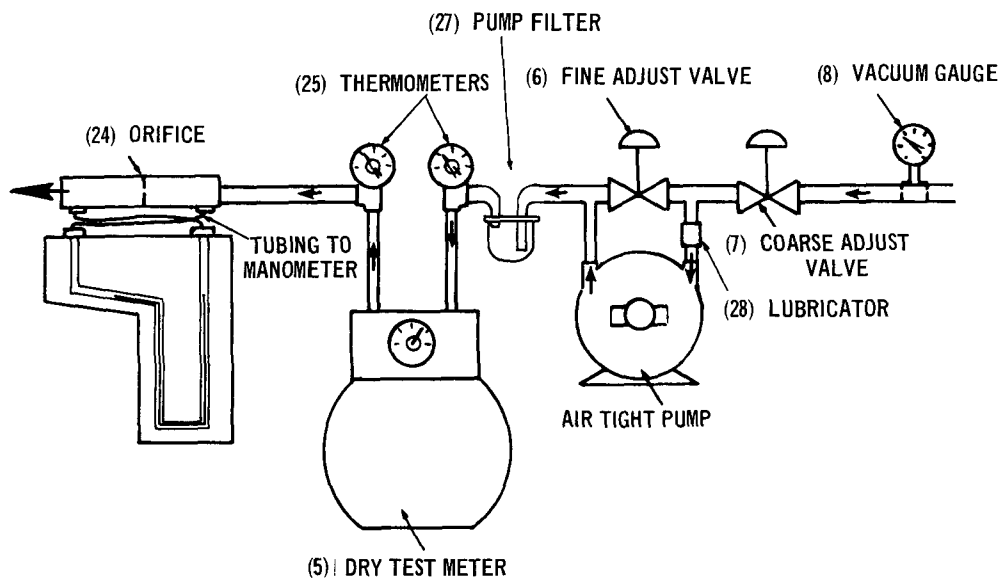 (27) PUMP FILTER
(6) FINE ADJUST VALVE
(8) VACUUM GAUGE
(25) THERMOMETERS
(24) ORIFICE
TUBING TO
MANOMETER
(7) COARSE ADJUST
VALVE
(28) LUBRICATOR
AIR TIGHT PUMP
(5) DRY TEST METER